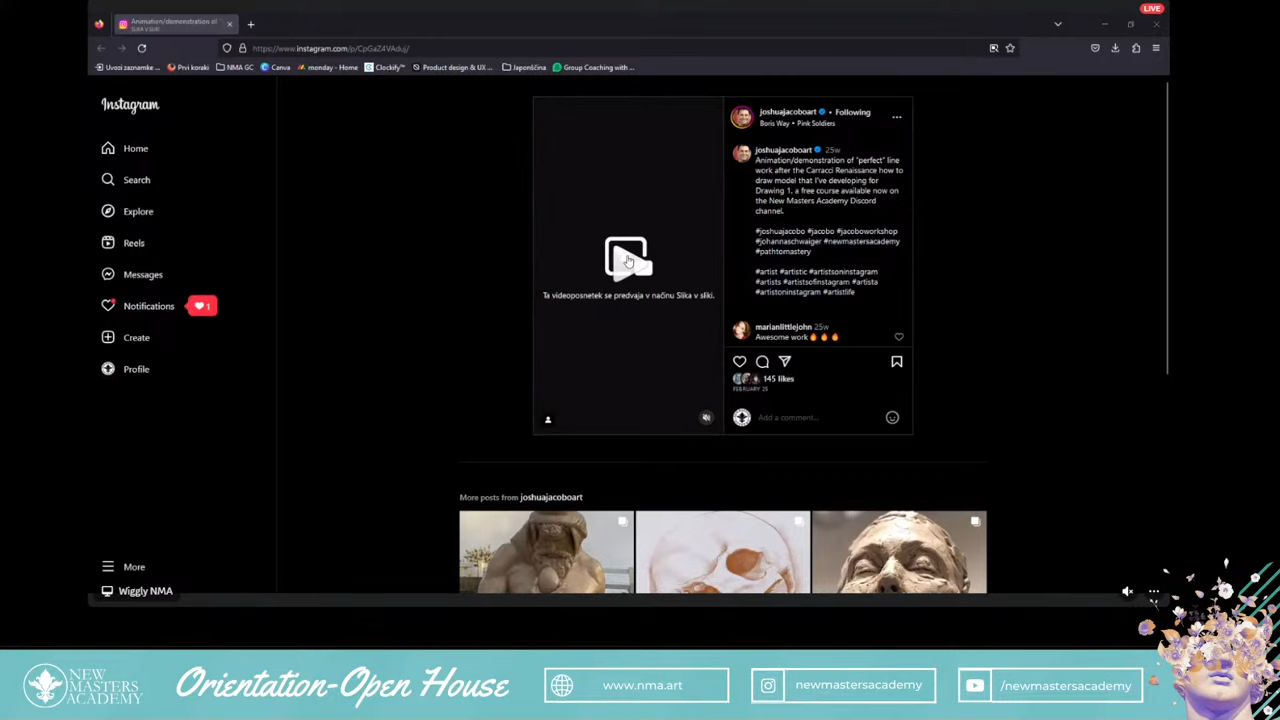 LIVE
Animation/demonstration of
SLIKA V SLIKI
https://www.instagram.com/p/CpGaZ4VAduj/
Uvozi zaznamke ...
Prvi koraki
NMA GC
Canva
monday - Home
Clockify™
Product design & UX ...
Japonščina
Group Coaching with ...
Instagram
Home
Search
Explore
Reels
Messages
Notifications
1
Create
Profile
More
Wiggly NMA
Ta videoposnetek se predvaja v načinu Slika v sliki.
joshuajacoboart • Following
Boris Way • Pink Soldiers
joshuajacoboart 25w
Animation/demonstration of "perfect" line
work after the Carracci Renaissance how to
draw model that I've developing for
Drawing 1, a free course available now on
the New Masters Academy Discord
channel.
#joshuajacobo #jacobo #jacoboworkshop
#johannaschwaiger #newmastersacademy
#pathtomastery
#artist #artistic #artistsoninstagram
#artists #artistsofinstagram #artista
#artistoninstagram #artistlife
marianlittlejohn 25w
Awesome work 🔥🔥🔥
145 likes
FEBRUARY 25
Add a comment...
More posts from joshuajacoboart
NEW
MASTERS
ACADEMY
Orientation-Open House
www.nma.art
newmastersacademy
/newmastersacademy